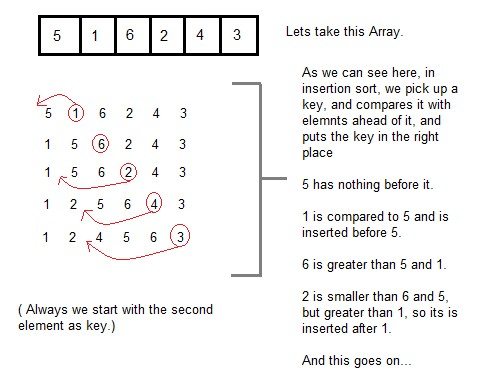 5 1 6 2 4 3
Lets take this Array.
5 1 6 2 4 3
1 5 6 2 4 3
1 5 6 2 4 3
1 2 5 6 4 3
1 2 4 5 6 3
( Always we start with the second
element as key.)
As we can see here, in
insertion sort, we pick up a
key, and compares it with
elemnts ahead of it, and
puts the key in the right
place
5 has nothing before it.
1 is compared to 5 and is
inserted before 5.
6 is greater than 5 and 1.
2 is smaller than 6 and 5,
but greater than 1, so its is
inserted after 1.
And this goes on...